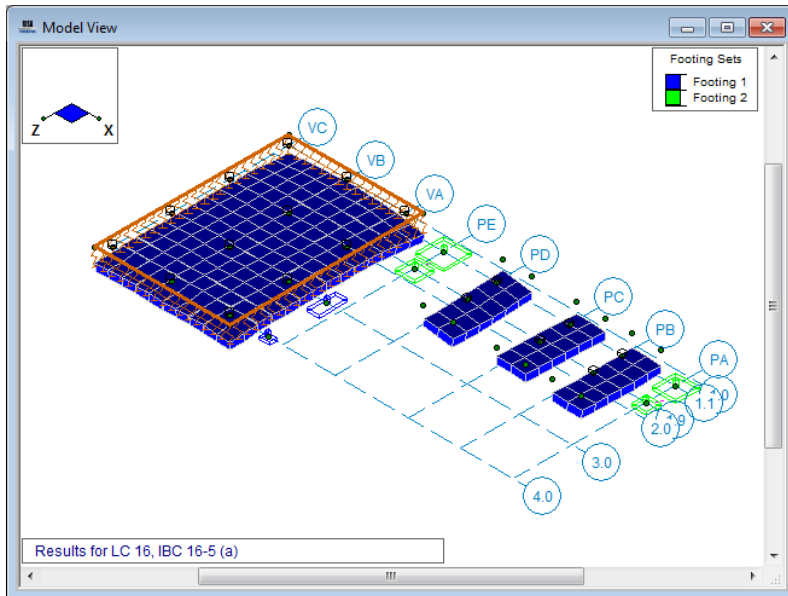 Model View
Footing Sets
Footing 1
Footing 2
Z
X
VC
VB
VA
PE
PD
PC
PB
PA
1.1
2.0
3.0
4.0
Results for LC 16, IBC 16-5 (a)